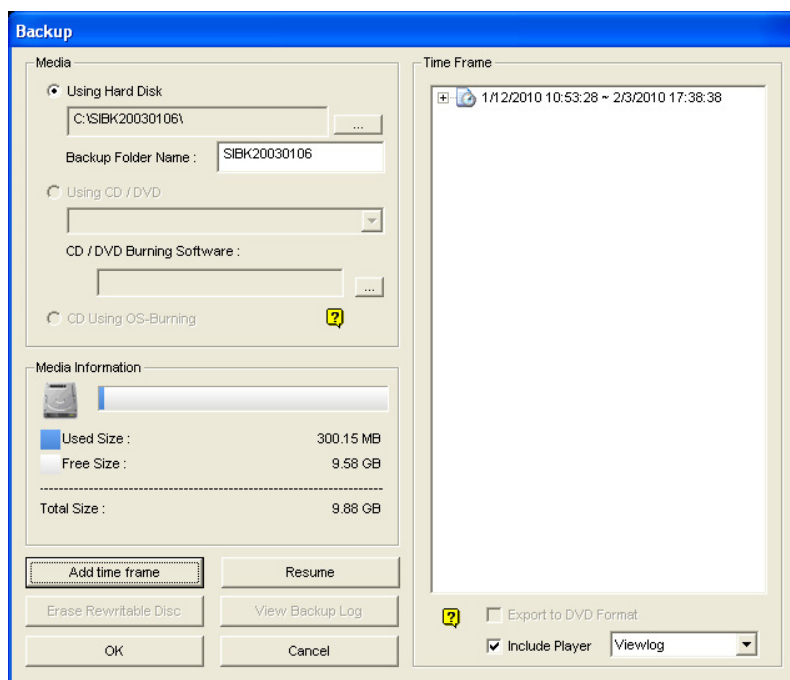 Backup
Media
Using Hard Disk
C:\SIBK20030106\
...
Backup Folder Name :
SIBK20030106
Using CD / DVD
CD / DVD Burning Software :
...
CD Using OS-Burning
?
Media Information
Used Size :
300.15 MB
Free Size :
9.58 GB
Total Size :
9.88 GB
Add time frame
Resume
Erase Rewritable Disc
View Backup Log
OK
Cancel
Time Frame
1/12/2010 10:53:28 ~ 2/3/2010 17:38:38
?
Export to DVD Format
Include Player
Viewlog